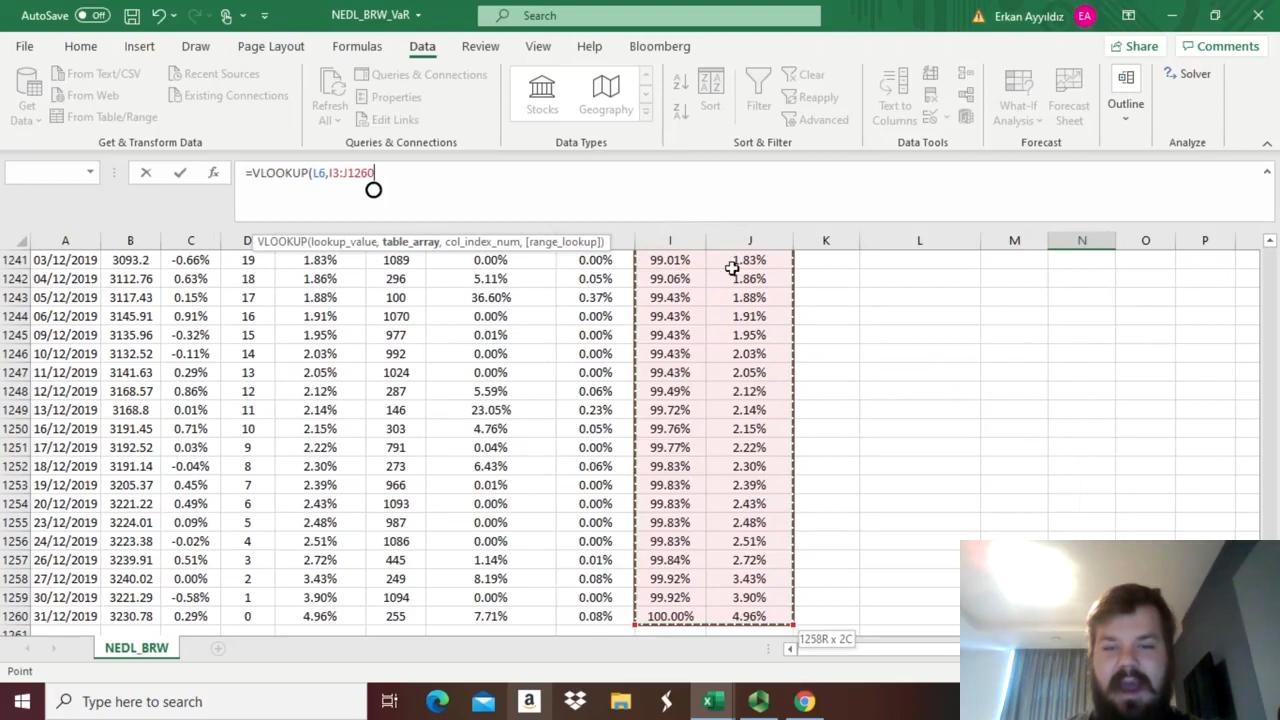 AutoSave Off NEDL_BRW_VaR Search Erkan Ayyıldız EA
File Home Insert Draw Page Layout Formulas Data Review View Help Bloomberg Share Comments
Get Data From Text/CSV From Web From Table/Range Recent Sources Existing Connections
Refresh All Queries & Connections Properties Edit Links
Stocks Geography
Sort Filter Clear Reapply Advanced
Text to Columns What-If Analysis Forecast Sheet Outline Solver
Get & Transform Data Queries & Connections Data Types Sort & Filter Data Tools Forecast Analyze
fx =VLOOKUP(L6,I3:J1260
VLOOKUP(lookup_value, table_array, col_index_num, [range_lookup])
A B C D I J K L M N O P
1241 03/12/2019 3093.2 -0.66% 19 1.83% 1089 0.00% 0.00% 99.01% 1.83%
1242 04/12/2019 3112.76 0.63% 18 1.86% 296 5.11% 0.05% 99.06% 1.86%
1243 05/12/2019 3117.43 0.15% 17 1.88% 100 36.60% 0.37% 99.43% 1.88%
1244 06/12/2019 3145.91 0.91% 16 1.91% 1070 0.00% 0.00% 99.43% 1.91%
1245 09/12/2019 3135.96 -0.32% 15 1.95% 977 0.01% 0.00% 99.43% 1.95%
1246 10/12/2019 3132.52 -0.11% 14 2.03% 992 0.00% 0.00% 99.43% 2.03%
1247 11/12/2019 3141.63 0.29% 13 2.05% 1024 0.00% 0.00% 99.43% 2.05%
1248 12/12/2019 3168.57 0.86% 12 2.12% 287 5.59% 0.06% 99.49% 2.12%
1249 13/12/2019 3168.8 0.01% 11 2.14% 146 23.05% 0.23% 99.72% 2.14%
1250 16/12/2019 3191.45 0.71% 10 2.15% 303 4.76% 0.05% 99.76% 2.15%
1251 17/12/2019 3192.52 0.03% 9 2.22% 791 0.04% 0.00% 99.77% 2.22%
1252 18/12/2019 3191.14 -0.04% 8 2.30% 273 6.43% 0.06% 99.83% 2.30%
1253 19/12/2019 3205.37 0.45% 7 2.39% 966 0.01% 0.00% 99.83% 2.39%
1254 20/12/2019 3221.22 0.49% 6 2.43% 1093 0.00% 0.00% 99.83% 2.43%
1255 23/12/2019 3224.01 0.09% 5 2.48% 987 0.00% 0.00% 99.83% 2.48%
1256 24/12/2019 3223.38 -0.02% 4 2.51% 1086 0.00% 0.00% 99.83% 2.51%
1257 26/12/2019 3239.91 0.51% 3 2.72% 445 1.14% 0.01% 99.84% 2.72%
1258 27/12/2019 3240.02 0.00% 2 3.43% 249 8.19% 0.08% 99.92% 3.43%
1259 30/12/2019 3221.29 -0.58% 1 3.90% 1094 0.00% 0.00% 99.92% 3.90%
1260 31/12/2019 3230.78 0.29% 0 4.96% 255 7.71% 0.08% 100.00% 4.96%
1261
1258R x 2C
NEDL_BRW
Point
Type here to search